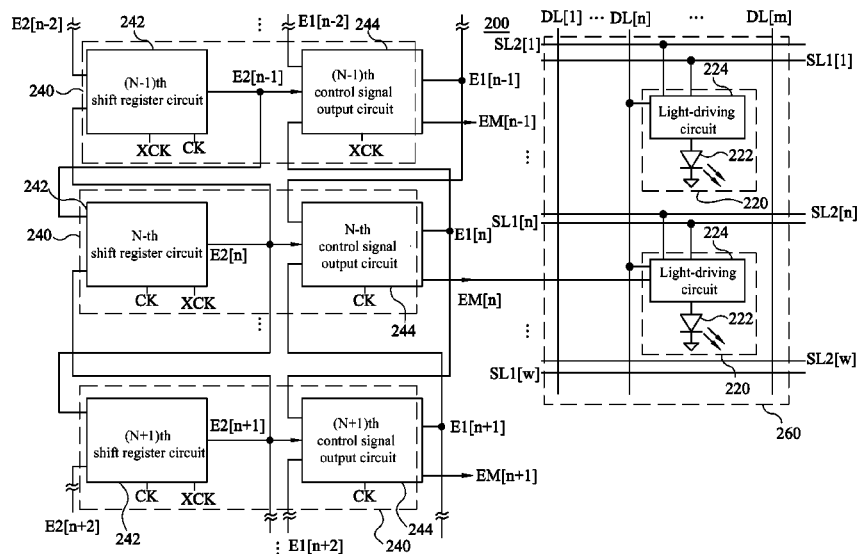 E2[n-2]
242
E1[n-2]
244
200
DL[1] ... DL[n] ... DL[m]
SL2[1]
SL1[1]
240
(N-1)th
shift register circuit
E2[n-1]
(N-1)th
control signal
output circuit
E1[n-1]
EM[n-1]
XCK
CK
XCK
224
Light-driving
circuit
222
220
242
240
N-th
shift register circuit
E2[n]
N-th
control signal
output circuit
E1[n]
EM[n]
CK
XCK
CK
244
SL1[n]
SL2[n]
224
Light-driving
circuit
222
220
SL2[w]
SL1[w]
260
(N+1)th
shift register circuit
E2[n+1]
(N+1)th
control signal
output circuit
E1[n+1]
EM[n+1]
CK
XCK
CK
E2[n+2]
242
E1[n+2]
240
244